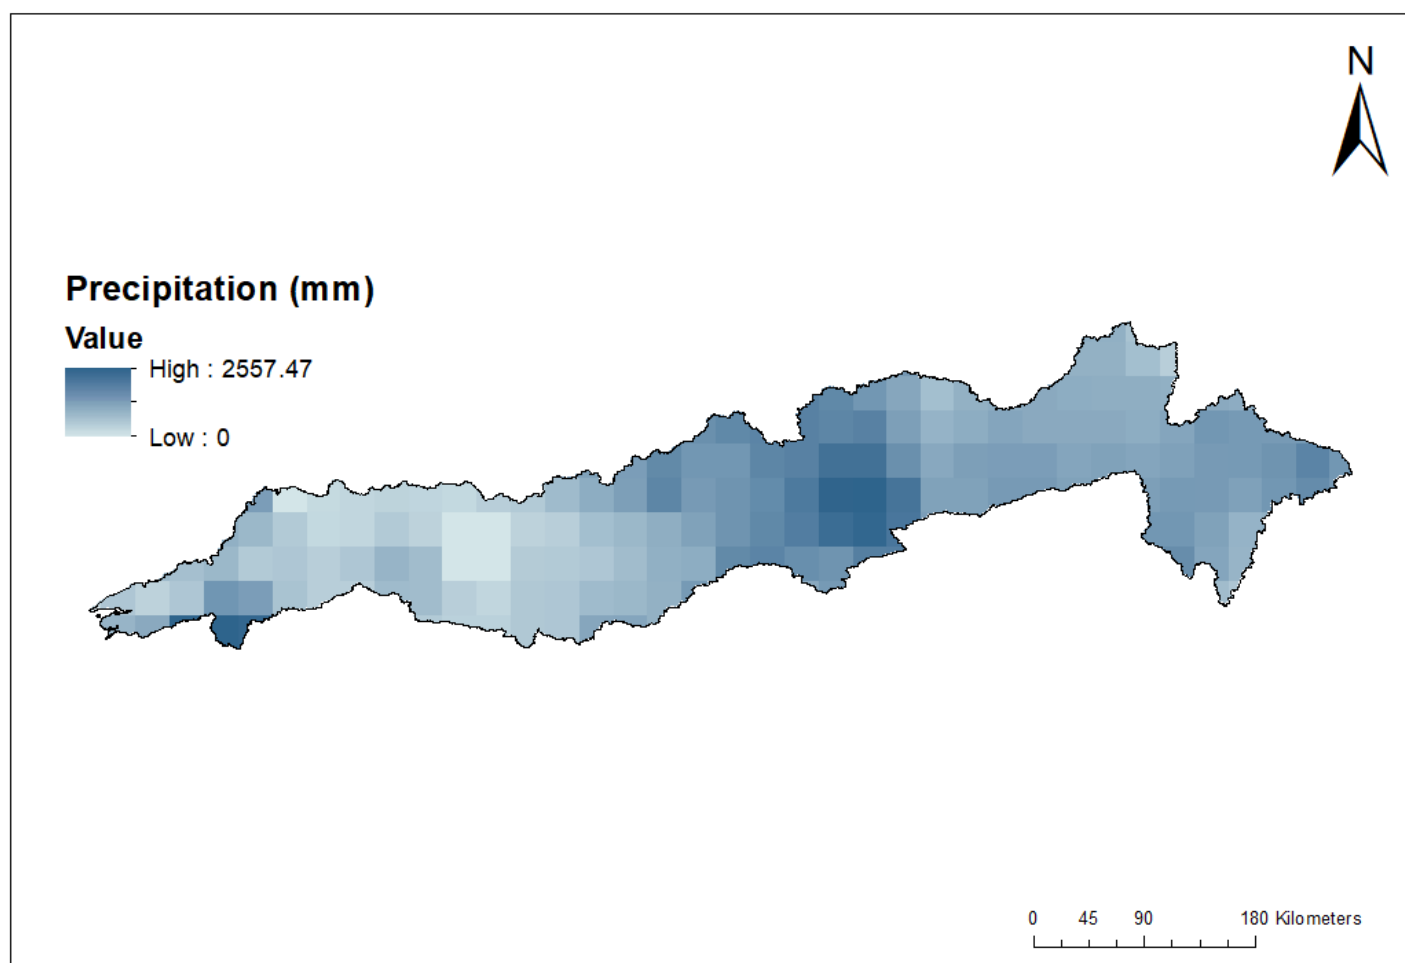 N
Precipitation (mm)
Value
High : 2557.47
Low : 0
0 45 90 180 Kilometers